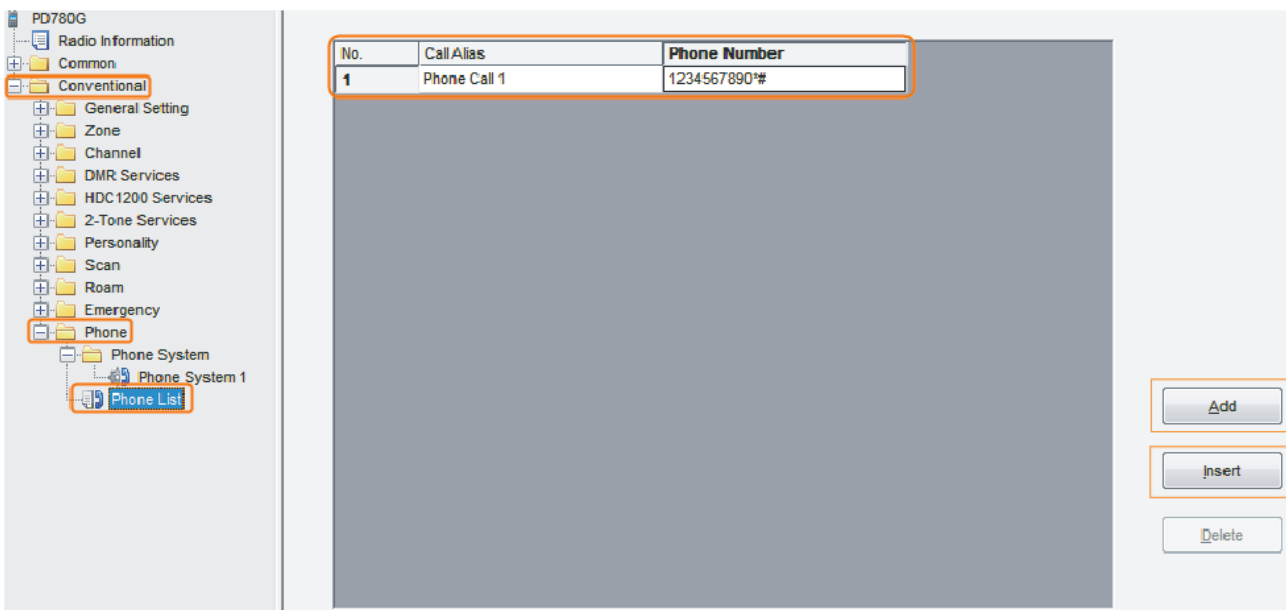 PD780G
Radio Information
Common
Conventional
General Setting
Zone
Channel
DMR Services
HDC1200 Services
2-Tone Services
Personality
Scan
Roam
Emergency
Phone
Phone System
Phone System 1
Phone List
No. Call Alias Phone Number
1 Phone Call 1 1234567890*#
Add
Insert
Delete